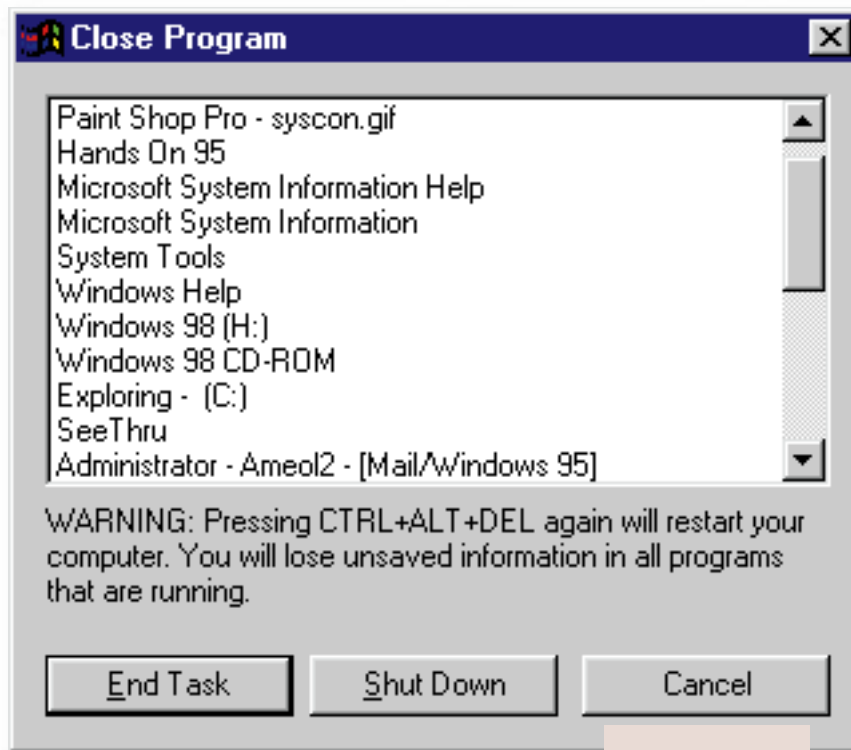 Close Program
Paint Shop Pro - syscon.gif
Hands On 95
Microsoft System Information Help
Microsoft System Information
System Tools
Windows Help
Windows 98 (H:)
Windows 98 CD-ROM
Exploring -  (C:)
SeeThru
Administrator - Ameol2 - [Mail/Windows 95]
WARNING: Pressing CTRL+ALT+DEL again will restart your
computer. You will lose unsaved information in all programs
that are running.
End Task
Shut Down
Cancel